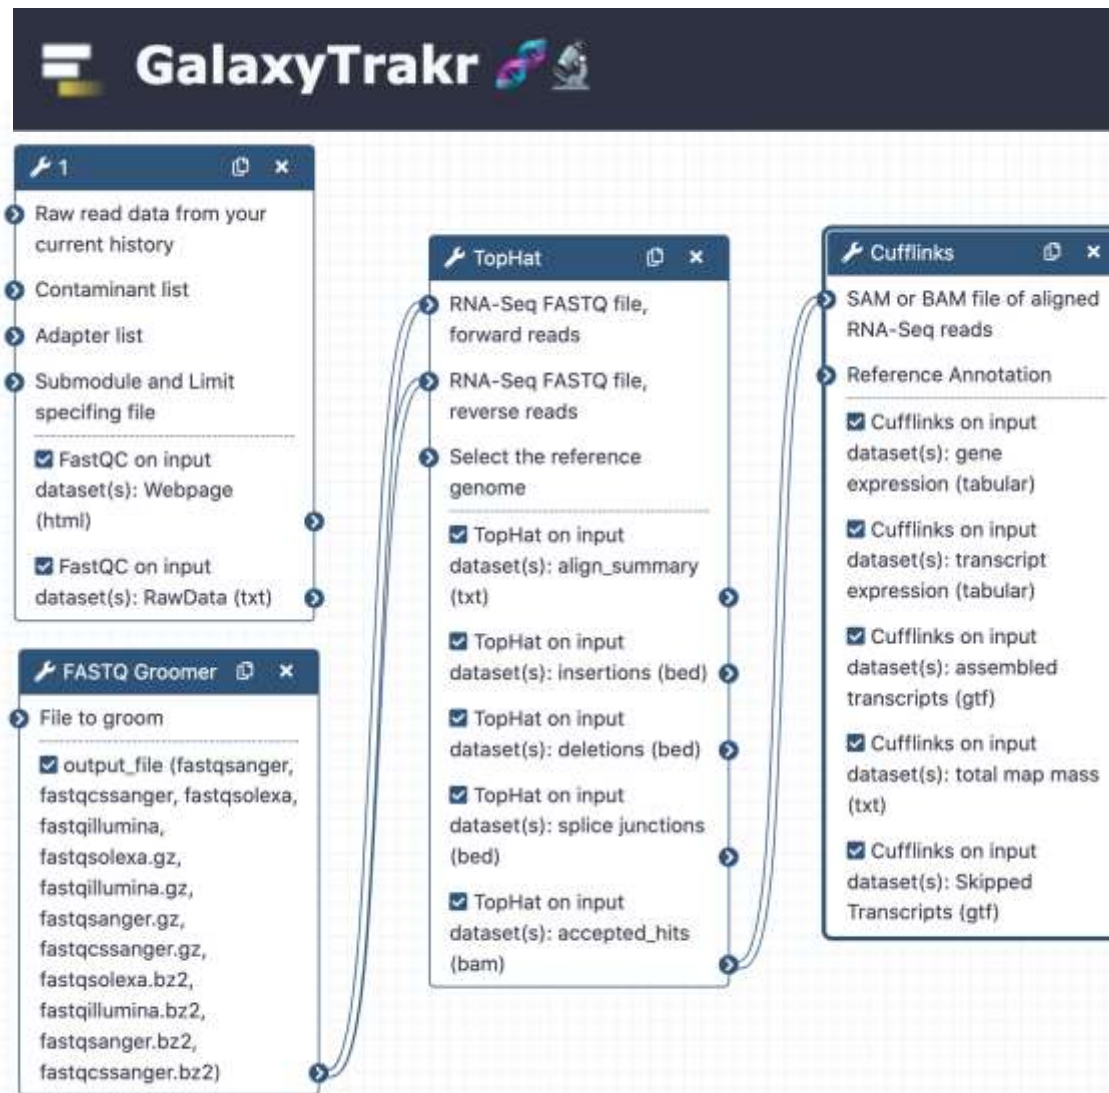 GalaxyTrakr
1
Raw read data from your
current history
Contaminant list
Adapter list
Submodule and Limit
specifing file
FastQC on input
dataset(s): Webpage
(html)
FastQC on input
dataset(s): RawData (txt)
FASTQ Groomer
File to groom
output_file (fastqsanger,
fastqcssanger, fastqsolexa,
fastqillumina,
fastqsolexa.gz,
fastqillumina.gz,
fastqsanger.gz,
fastqcssanger.gz,
fastqsolexa.bz2,
fastqillumina.bz2,
fastqsanger.bz2,
fastqcssanger.bz2)
TopHat
RNA-Seq FASTQ file,
forward reads
RNA-Seq FASTQ file,
reverse reads
Select the reference
genome
TopHat on input
dataset(s): align_summary
(txt)
TopHat on input
dataset(s): insertions (bed)
TopHat on input
dataset(s): deletions (bed)
TopHat on input
dataset(s): splice junctions
(bed)
TopHat on input
dataset(s): accepted_hits
(bam)
Cufflinks
SAM or BAM file of aligned
RNA-Seq reads
Reference Annotation
Cufflinks on input
dataset(s): gene
expression (tabular)
Cufflinks on input
dataset(s): transcript
expression (tabular)
Cufflinks on input
dataset(s): assembled
transcripts (gtf)
Cufflinks on input
dataset(s): total map mass
(txt)
Cufflinks on input
dataset(s): Skipped
Transcripts (gtf)